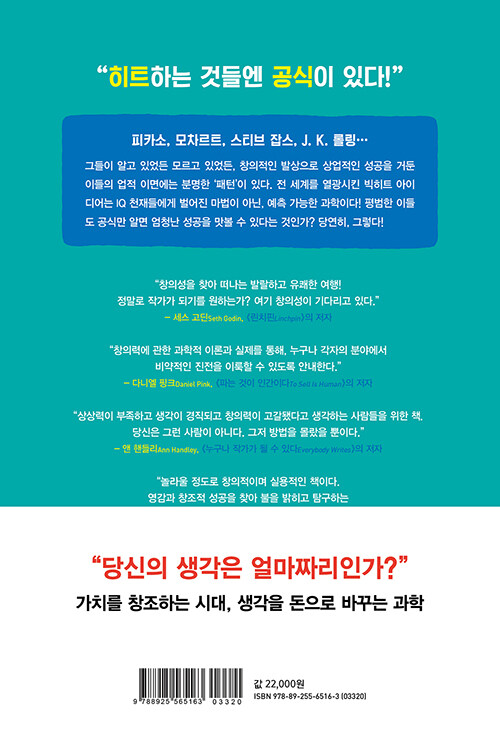 “히트하는 것들엔 공식이 있다!”
피카소, 모차르트, 스티브 잡스, J. K. 롤링…
그들이 알고 있었든 모르고 있었든, 창의적인 발상으로 상업적인 성공을 거둔
이들의 업적 이면에는 분명한 ‘패턴’이 있다. 전 세계를 열광시킨 빅히트 아이
디어는 IQ 천재들에게 벌어진 마법이 아닌, 예측 가능한 과학이다! 평범한 이들
도 공식만 알면 엄청난 성공을 맛볼 수 있다는 것인가? 당연히, 그렇다!
“창의성을 찾아 떠나는 발랄하고 유쾌한 여행!
정말로 작가가 되기를 원하는가? 여기 창의성이 기다리고 있다.”
– 세스 고딘Seth Godin, 《린치핀Linchpin》의 저자
“창의력에 관한 과학적 이론과 실제를 통해, 누구나 각자의 분야에서
비약적인 진전을 이룩할 수 있도록 안내한다.”
– 다니엘 핑크Daniel Pink, 《파는 것이 인간이다To Sell is Human》의 저자
“상상력이 부족하고 생각이 경직되고 창의력이 고갈됐다고 생각하는 사람들을 위한 책.
당신은 그런 사람이 아니다. 그저 방법을 몰랐을 뿐이다.”
– 앤 핸들리Ann Handley, 《누구나 작가가 될 수 있다Everybody Writes》의 저자
“놀라울 정도로 창의적이며 실용적인 책이다.
영감과 창조적 성공을 찾아 불을 밝히고 탐구하는
“당신의 생각은 얼마짜리인가?”
가치를 창조하는 시대, 생각을 돈으로 바꾸는 과학
값 22,000원
ISBN 978-89-255-6516-3 (03320)
9 788925 565163 03320